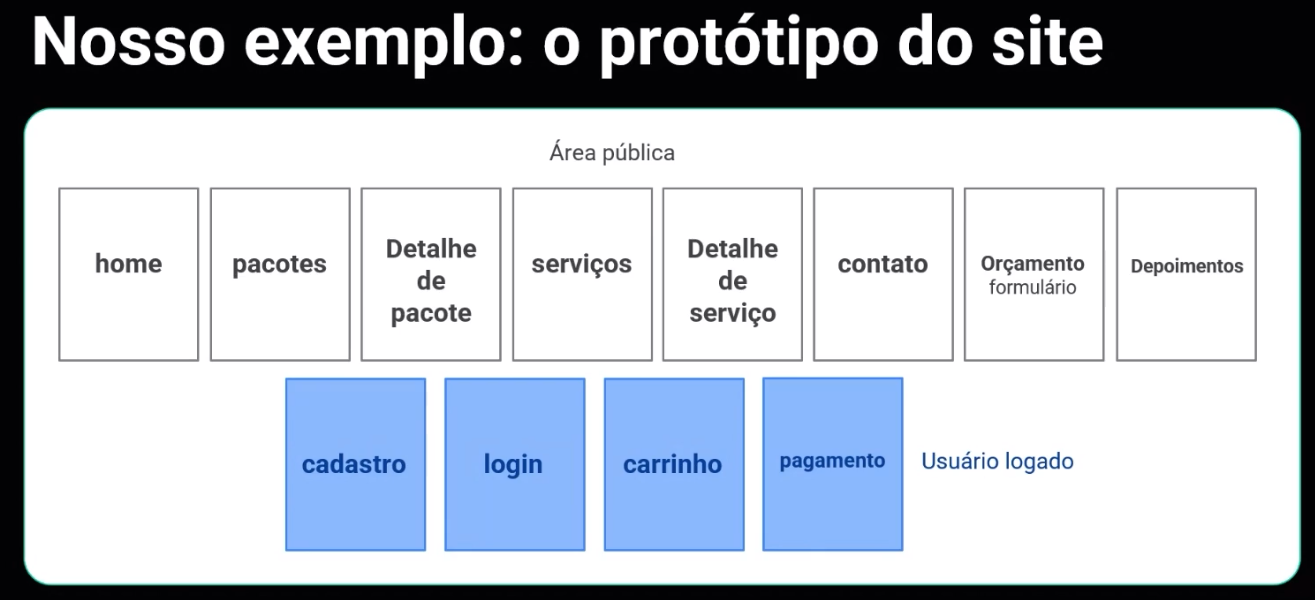 Nosso exemplo: o protótipo do site
Área pública
home
pacotes
Detalhe
de
pacote
serviços
Detalhe
de
serviço
contato
Orçamento
formulário
Depoimentos
cadastro
login
carrinho
pagamento
Usuário logado